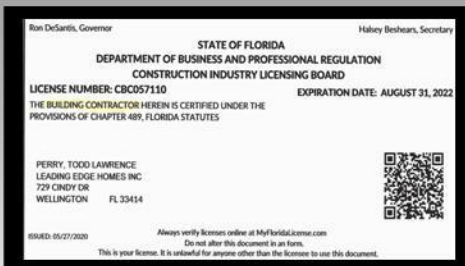 Ron DeSantis, Governor
Halsey Beshears, Secretary
STATE OF FLORIDA
DEPARTMENT OF BUSINESS AND PROFESSIONAL REGULATION
CONSTRUCTION INDUSTRY LICENSING BOARD
LICENSE NUMBER: CBC057110
EXPIRATION DATE: AUGUST 31, 2022
THE BUILDING CONTRACTOR HEREIN IS CERTIFIED UNDER THE
PROVISIONS OF CHAPTER 489, FLORIDA STATUTES
PERRY, TODD LAWRENCE
LEADING EDGE HOMES INC
729 CINDY DR
WELLINGTON FL 33414
ISSUED: 05/27/2020
Always verify licenses online at MyFloridaLicense.com
Do not alter this document in an form.
This is your license. It is unlawful for anyone other than the licensee to use this document.